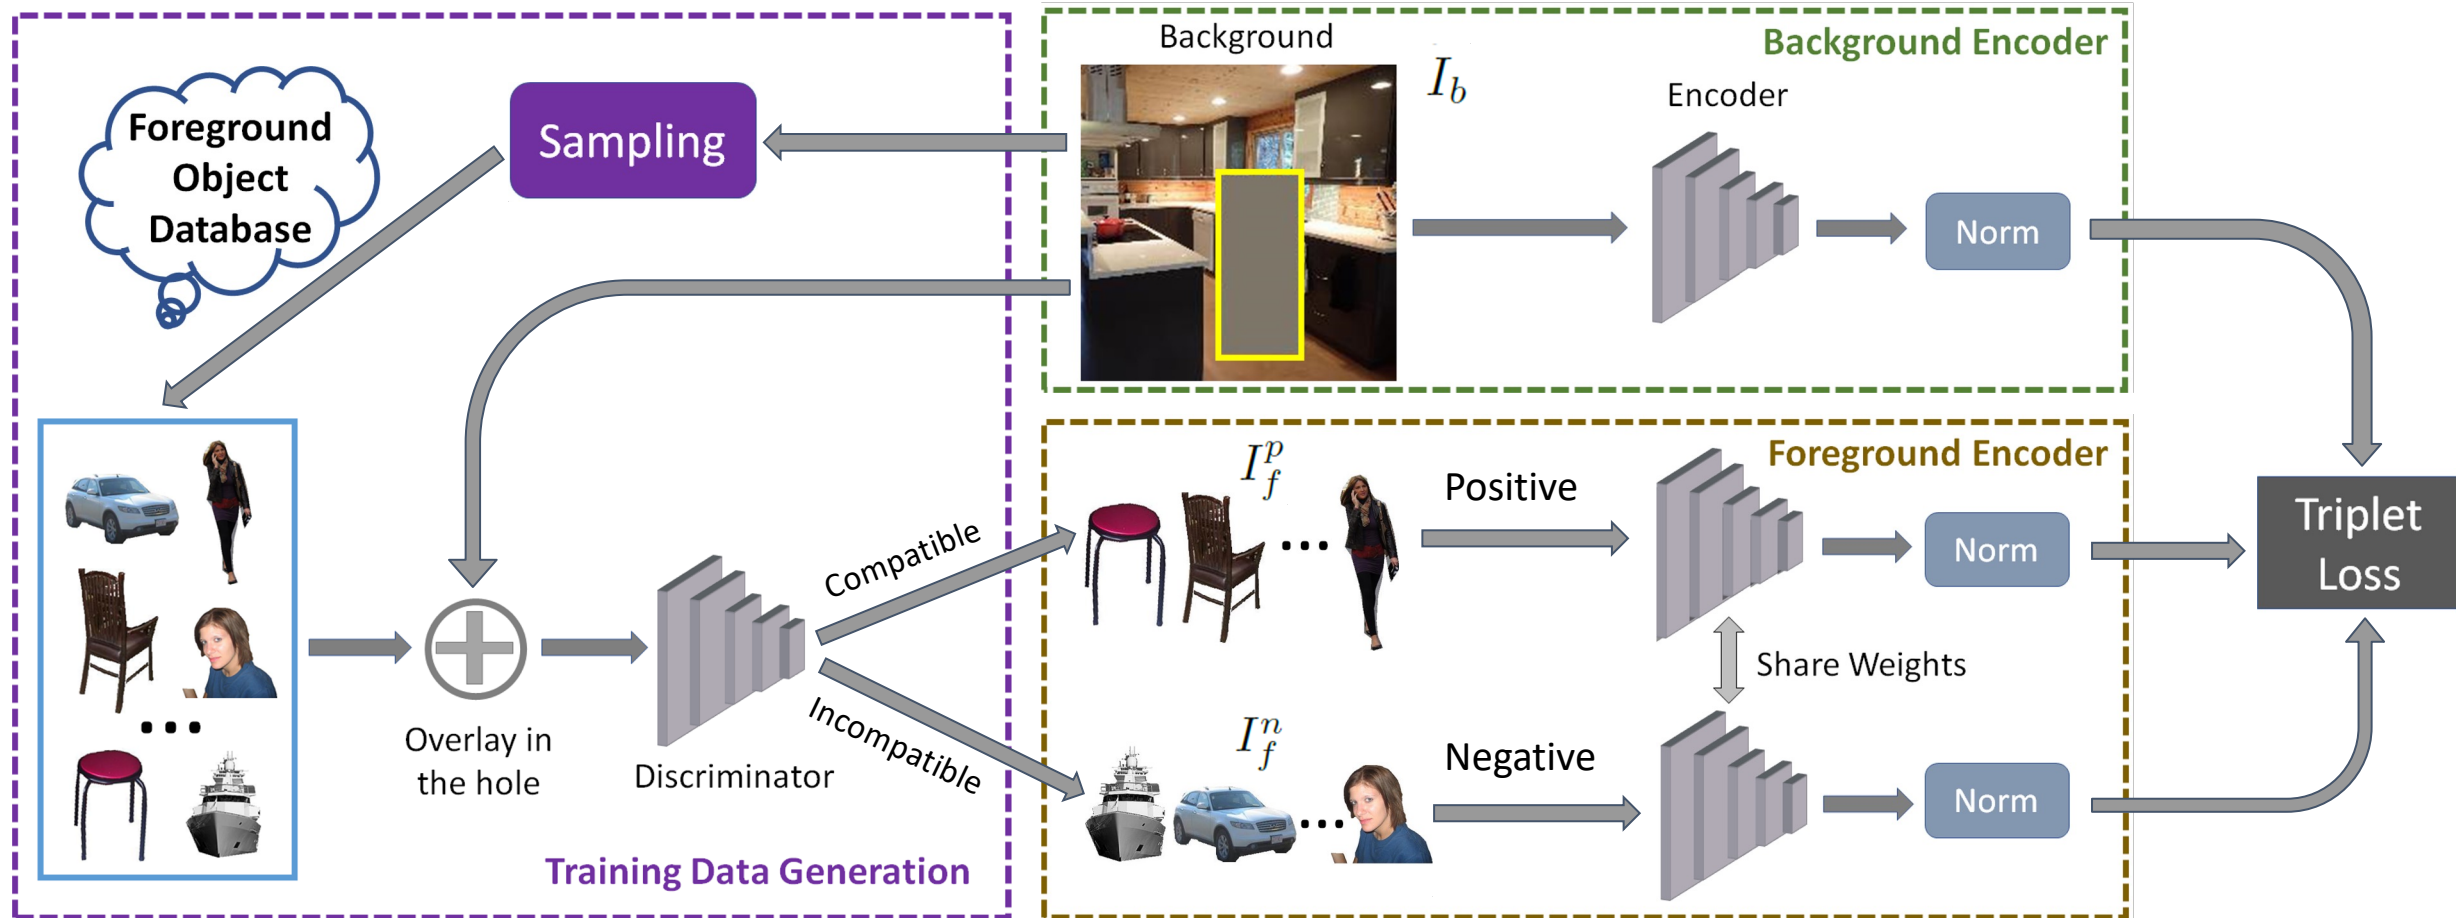 Foreground
Object
Database
Sampling
Overlay in
the hole
Discriminator
Compatible
Incompatible
Training Data Generation
Background
I_b
Encoder
Background Encoder
Norm
I_f^p
Positive
Foreground Encoder
Norm
Share Weights
I_f^n
Negative
Norm
Triplet
Loss